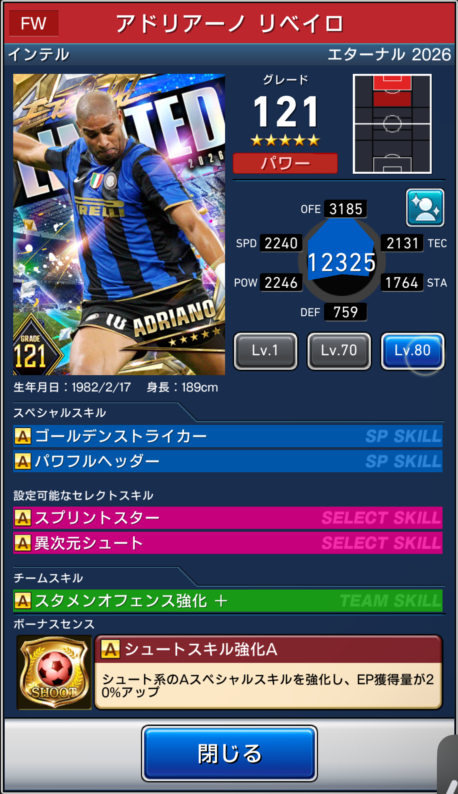 FW
アドリアーノ リベイロ
インテル
エターナル 2026
LIMITED
2026
PIRELLI
ADRIANO
GRADE
121
グレード
121
パワー
OFE 3185
SPD 2240
2131 TEC
12325
POW 2246
1764 STA
DEF 759
Lv.1
Lv.70
Lv.80
生年月日：1982/2/17 身長：189cm
スペシャルスキル
A ゴールデンストライカー SP SKILL
A パワフルヘッダー SP SKILL
設定可能なセレクトスキル
A スプリントスター SELECT SKILL
A 異次元シュート SELECT SKILL
チームスキル
A スタメンオフェンス強化 ＋ TEAM SKILL
ボーナスセンス
SHOOT
A シュートスキル強化A
シュート系のAスペシャルスキルを強化し、EP獲得量が2
0%アップ
閉じる